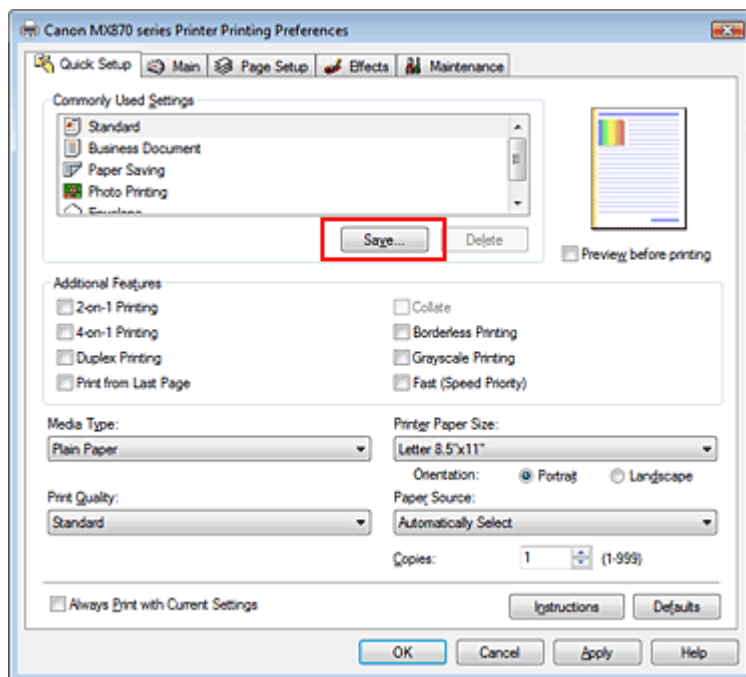 Canon MX870 series Printer Printing Preferences
Quick Setup Main Page Setup Effects Maintenance
Commonly Used Settings
Standard
Business Document
Paper Saving
Photo Printing
Envelope
Save... Delete
Preview before printing
Additional Features
2-on-1 Printing Collate
4-on-1 Printing Borderless Printing
Duplex Printing Grayscale Printing
Print from Last Page Fast (Speed Priority)
Media Type: Printer Paper Size:
Plain Paper Letter 8.5"x11"
Orientation: Portrait Landscape
Print Quality: Paper Source:
Standard Automatically Select
Copies: 1 (1-999)
Always Print with Current Settings Instructions Defaults
OK Cancel Apply Help